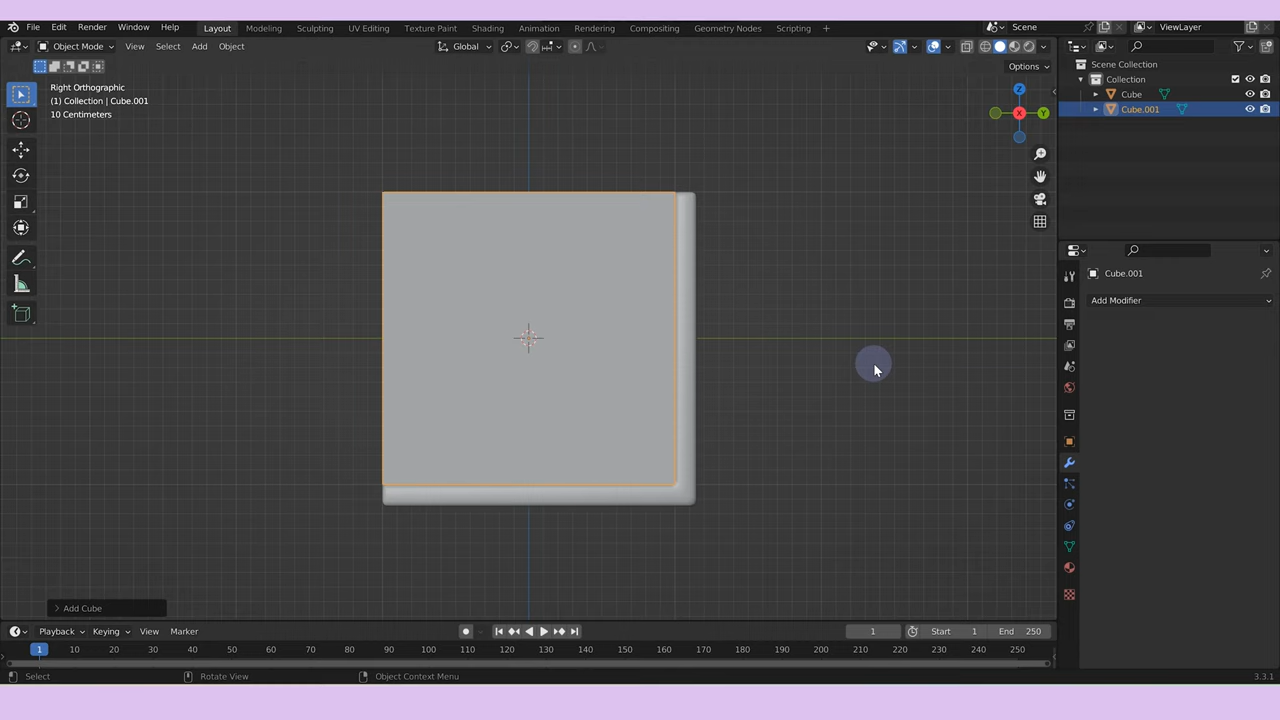 File Edit Render Window Help Layout Modeling Sculpting UV Editing Texture Paint Shading Animation Rendering Compositing Geometry Nodes Scripting + Scene ViewLayer
Object Mode View Select Add Object Global
Options
Right Orthographic
(1) Collection | Cube.001
10 Centimeters
Z
X
Y
Scene Collection
Collection
Cube
Cube.001
Cube.001
Add Modifier
> Add Cube
Playback Keying View Marker 1 Start 1 End 250
1 10 20 30 40 50 60 70 80 90 100 110 120 130 140 150 160 170 180 190 200 210 220 230 240 250
Select Rotate View Object Context Menu 3.3.1